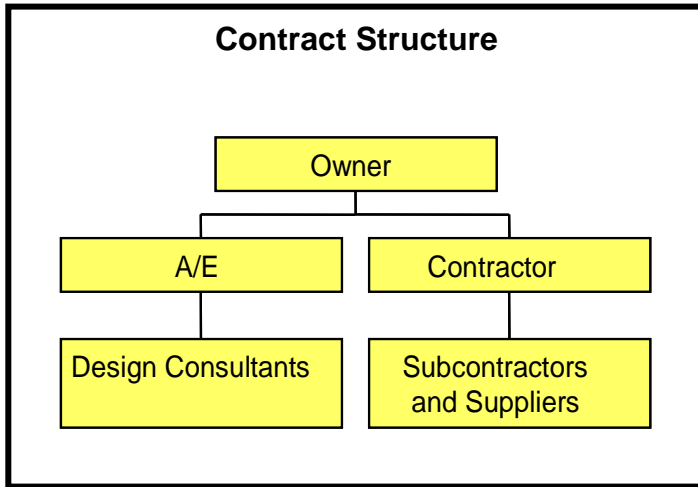 Contract Structure
Owner
A/E
Contractor
Design Consultants
Subcontractors
and Suppliers